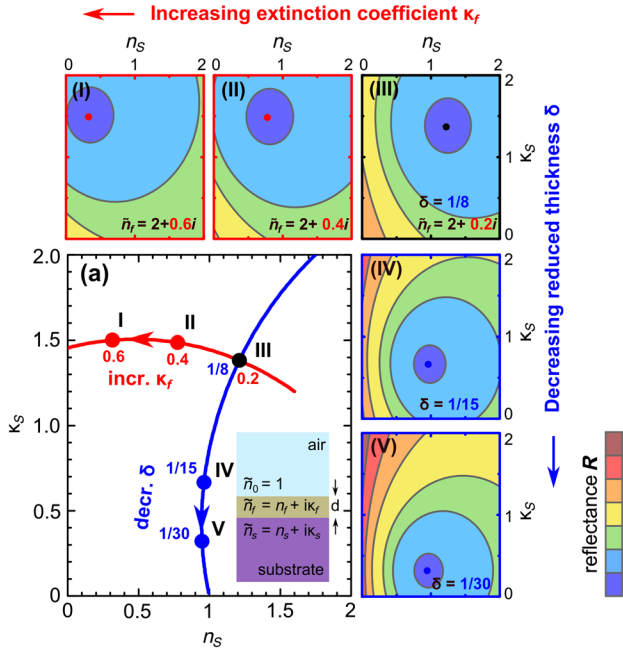 Increasing extinction coefficient κf
nS
nS
0 1 2
0 1 2
(I)
ñf = 2+0.6i
(II)
ñf = 2+ 0.4i
(III)
δ = 1/8
ñf = 2+ 0.2i
2
1
0
κS
Decreasing reduced thickness δ
(a)
2.0
1.5
1.0
0.5
0
κS
0 0.5 1.0 1.5 2
nS
I
0.6
II
0.4
III
1/8
0.2
incr. κf
1/15
IV
decr. δ
1/30
V
air
ñ0 = 1
ñf = nf + iκf
ñs = ns + iκs
substrate
(IV)
δ = 1/15
2
1
0
κS
(V)
δ = 1/30
2
1
0
κS
reflectance R